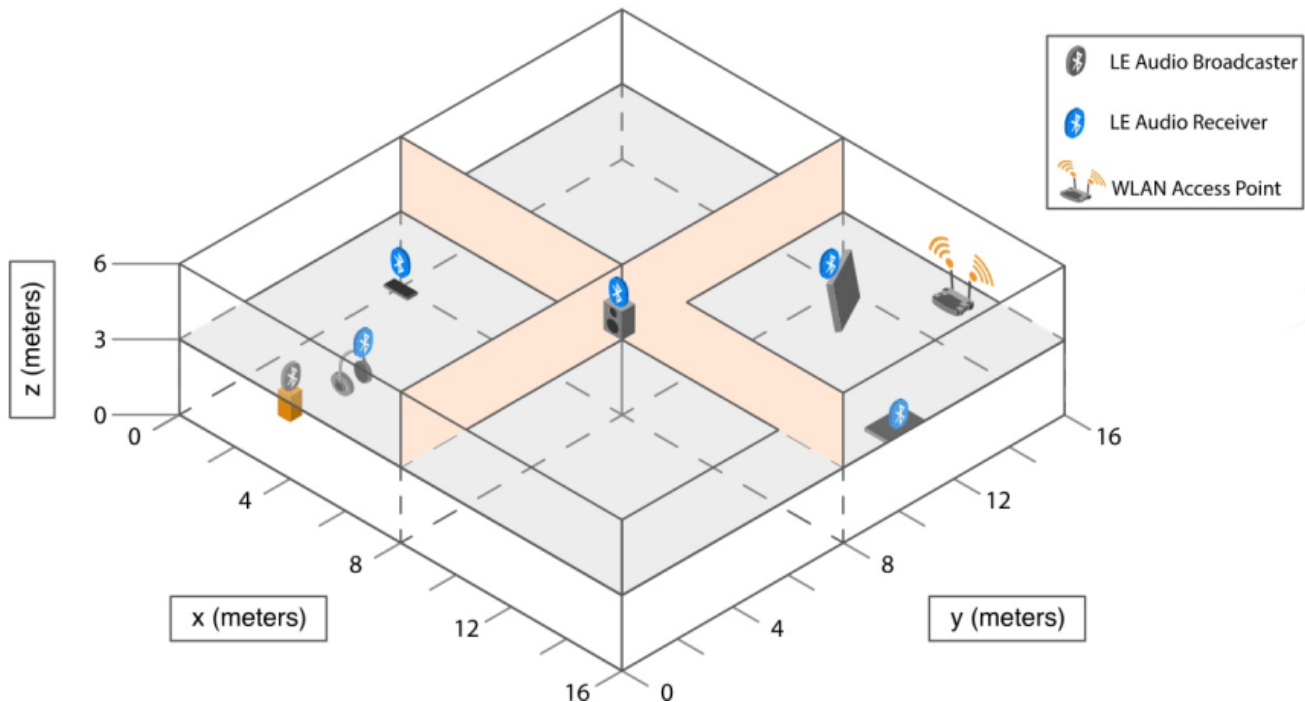 LE Audio Broadcaster
LE Audio Receiver
WLAN Access Point
z (meters)
6
3
0
0
4
8
12
16
x (meters)
0
4
8
12
16
y (meters)